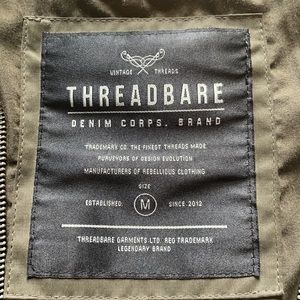 VINTAGE THREADS
THREADBARE
DENIM CORPS. BRAND
TRADEMARK CO. THE FINEST THREADS MADE
PURVEYORS OF DESIGN EVOLUTION
MANUFACTURERS OF REBELLIOUS CLOTHING
SIZE
ESTABLISHED. M SINCE 2012
THREADBARE GARMENTS LTD. REG TRADEMARK
LEGENDARY BRAND